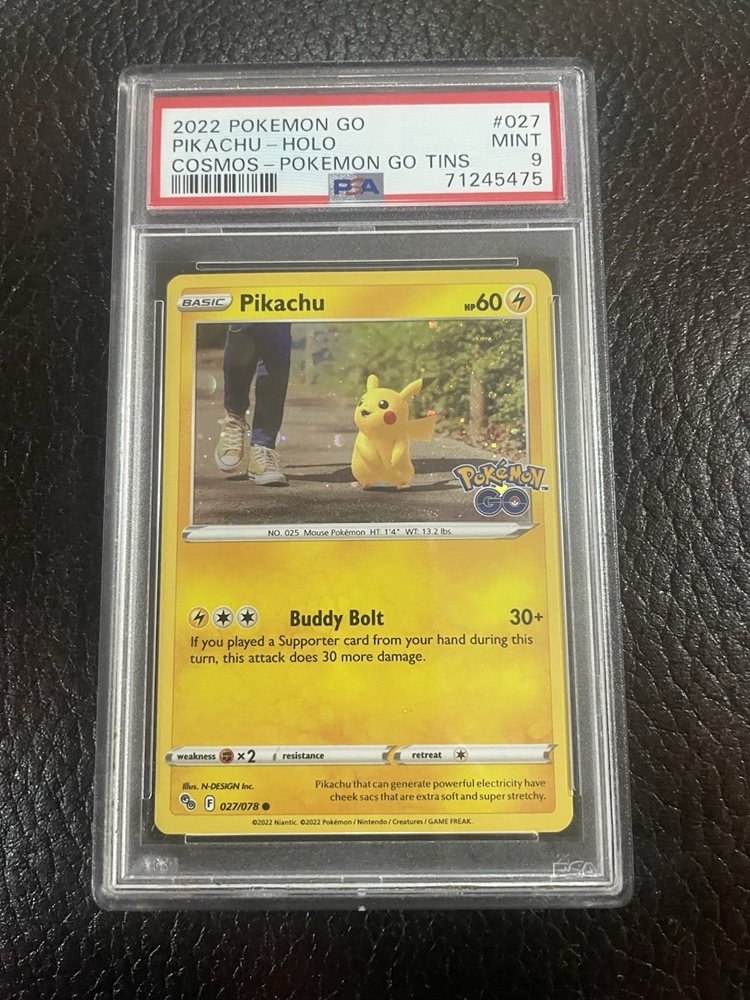 2022 POKEMON GO #027
PIKACHU - HOLO MINT
COSMOS - POKEMON GO TINS 9
PSA 71245475
BASIC Pikachu HP60
POKéMON™
GO
NO. 025 Mouse Pokémon HT: 1'4" WT: 13.2 lbs.
Buddy Bolt 30+
If you played a Supporter card from your hand during this
turn, this attack does 30 more damage.
weakness ×2 resistance retreat
Illus. N-DESIGN Inc.
Pikachu that can generate powerful electricity have
cheek sacs that are extra soft and super stretchy.
GO F 027/078
©2022 Niantic. ©2022 Pokémon / Nintendo / Creatures / GAME FREAK.